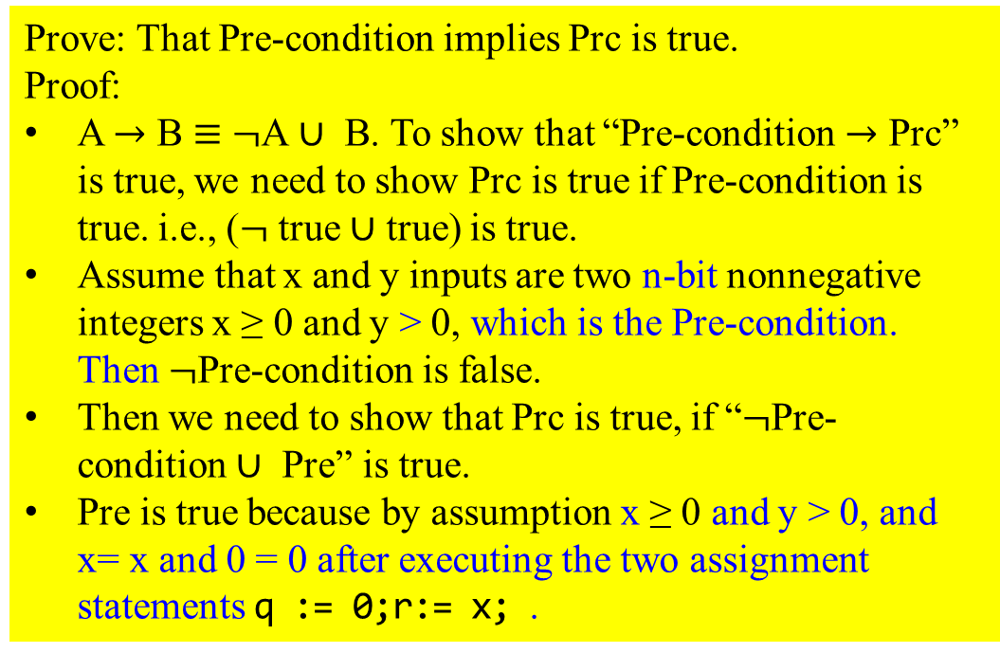 Prove: That Pre-condition implies Prc is true.
Proof:
• A → B ≡ ¬A ∪ B. To show that “Pre-condition → Prc”
is true, we need to show Prc is true if Pre-condition is
true. i.e., (¬ true ∪ true) is true.
• Assume that x and y inputs are two n-bit nonnegative
integers x ≥ 0 and y > 0, which is the Pre-condition.
Then ¬Pre-condition is false.
• Then we need to show that Prc is true, if “¬Pre-
condition ∪ Pre” is true.
• Pre is true because by assumption x ≥ 0 and y > 0, and
x= x and 0 = 0 after executing the two assignment
statements q := 0;r:= x; .